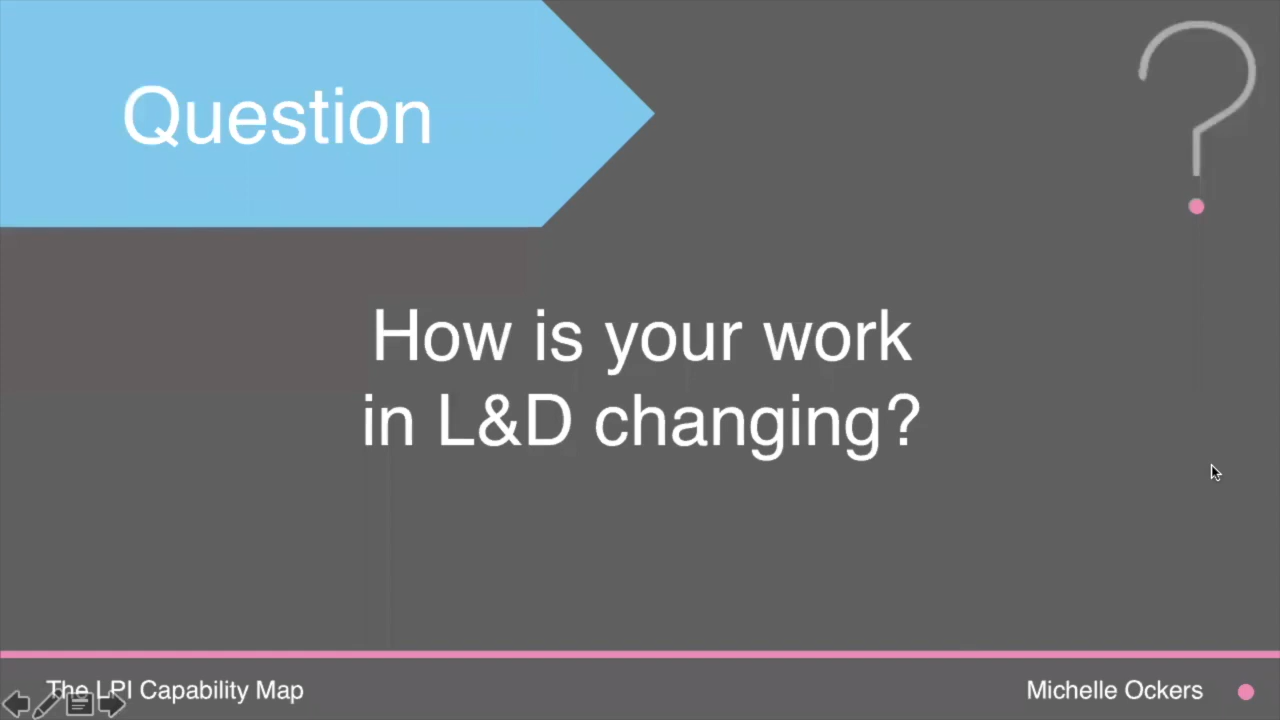 Question
How is your work
in L&D changing?
The LPI Capability Map
Michelle Ockers